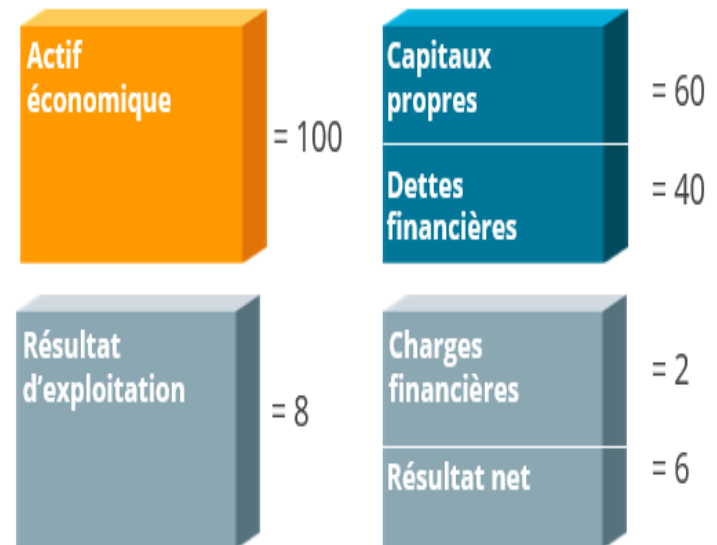 Actif
économique
= 100
Capitaux
propres
= 60
Dettes
financières
= 40
Résultat
d'exploitation
= 8
Charges
financières
= 2
Résultat net
= 6